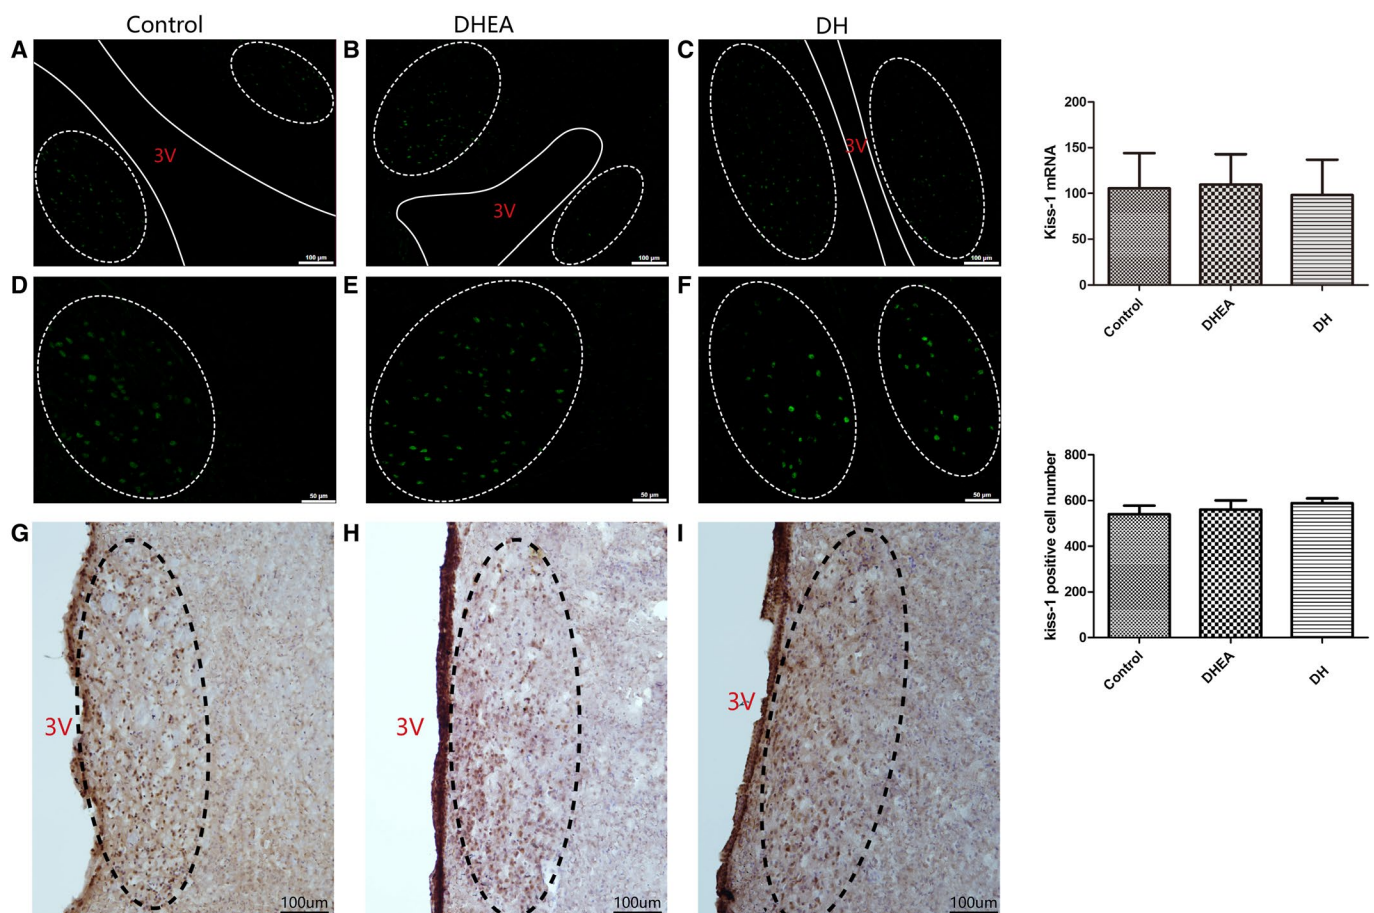 Control
DHEA
DH
A
3V
100 µm
B
3V
100 µm
C
3V
100 µm
D
50 µm
E
50 µm
F
50 µm
G
3V
100um
H
3V
100um
I
3V
100um
Kiss-1 mRNA
200
150
100
50
0
Control
DHEA
DH
kiss-1 positive cell number
800
600
400
200
0
Control
DHEA
DH